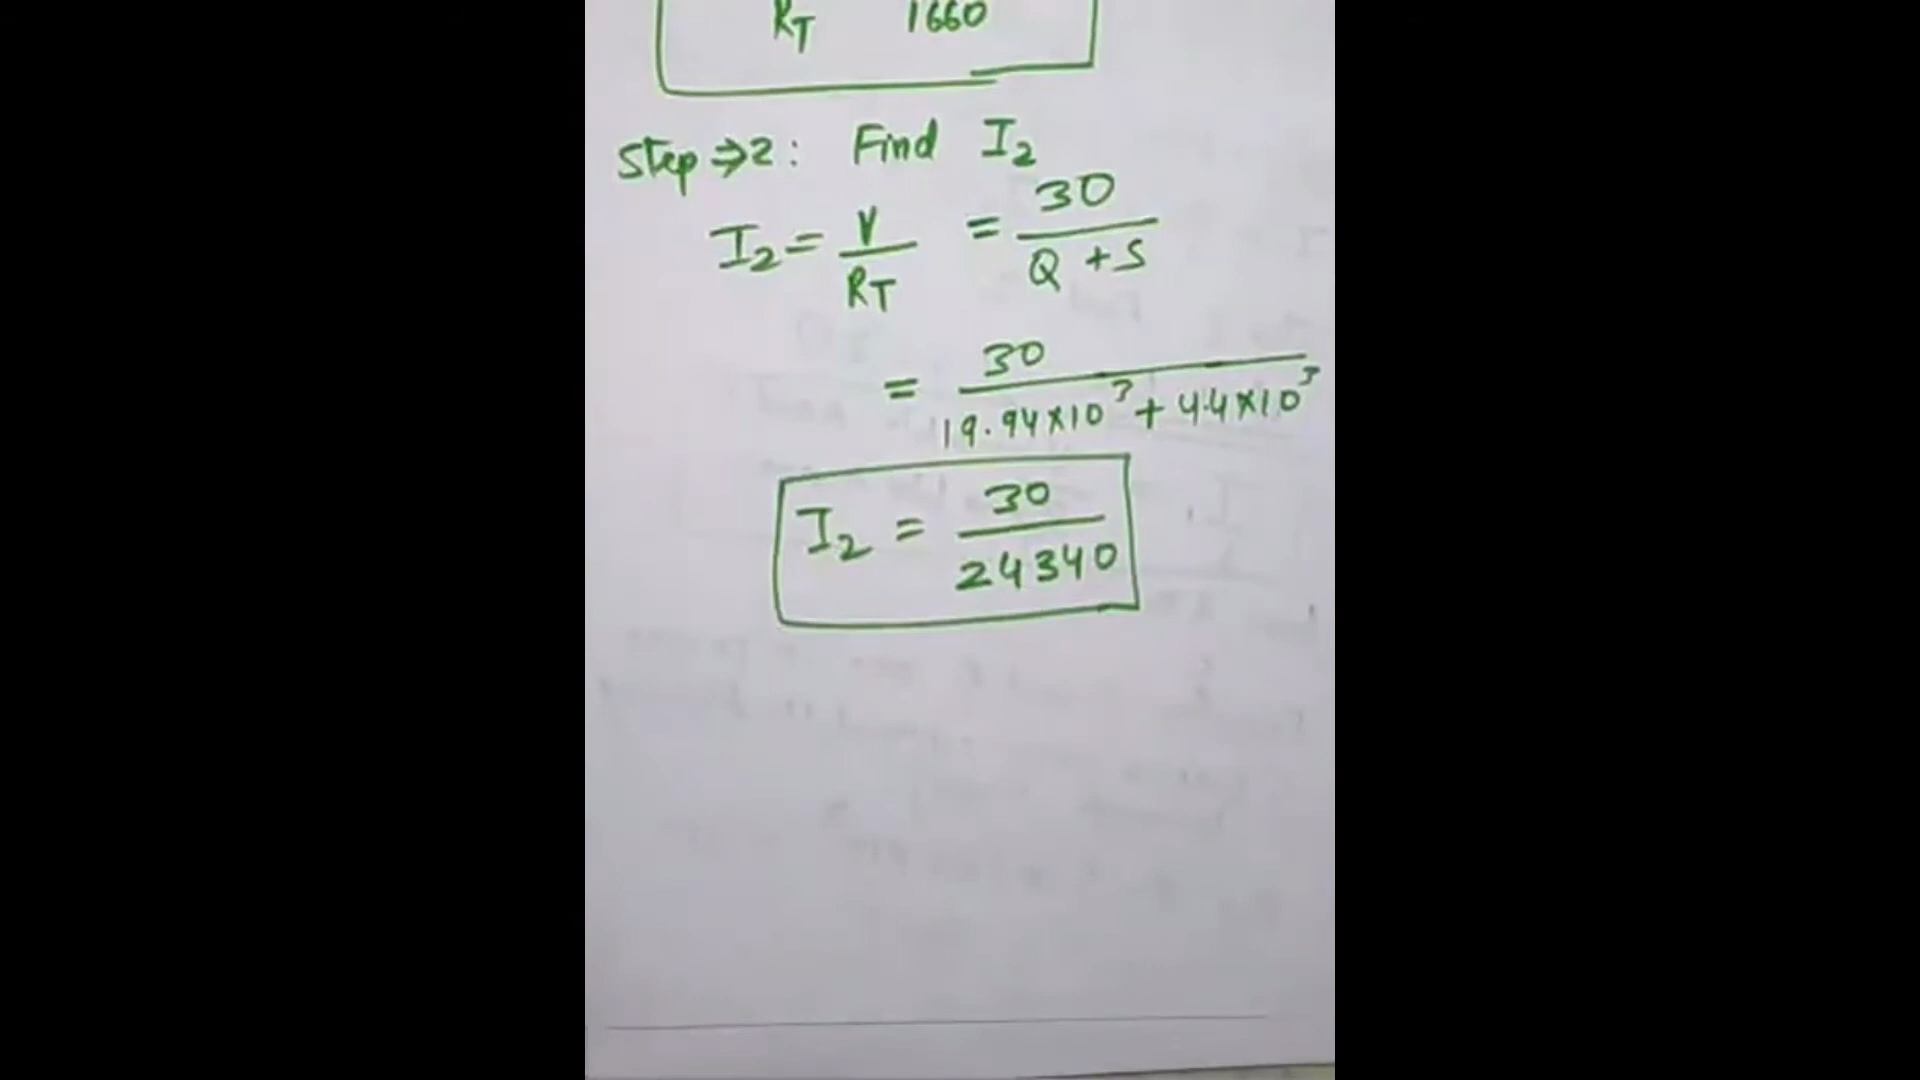 RT 1660
Step ⇒ 2: Find I2
I2 = V/RT = 30/(Q + S)
= 30/(19.94×10³ + 4.4×10³)
I2 = 30/24340